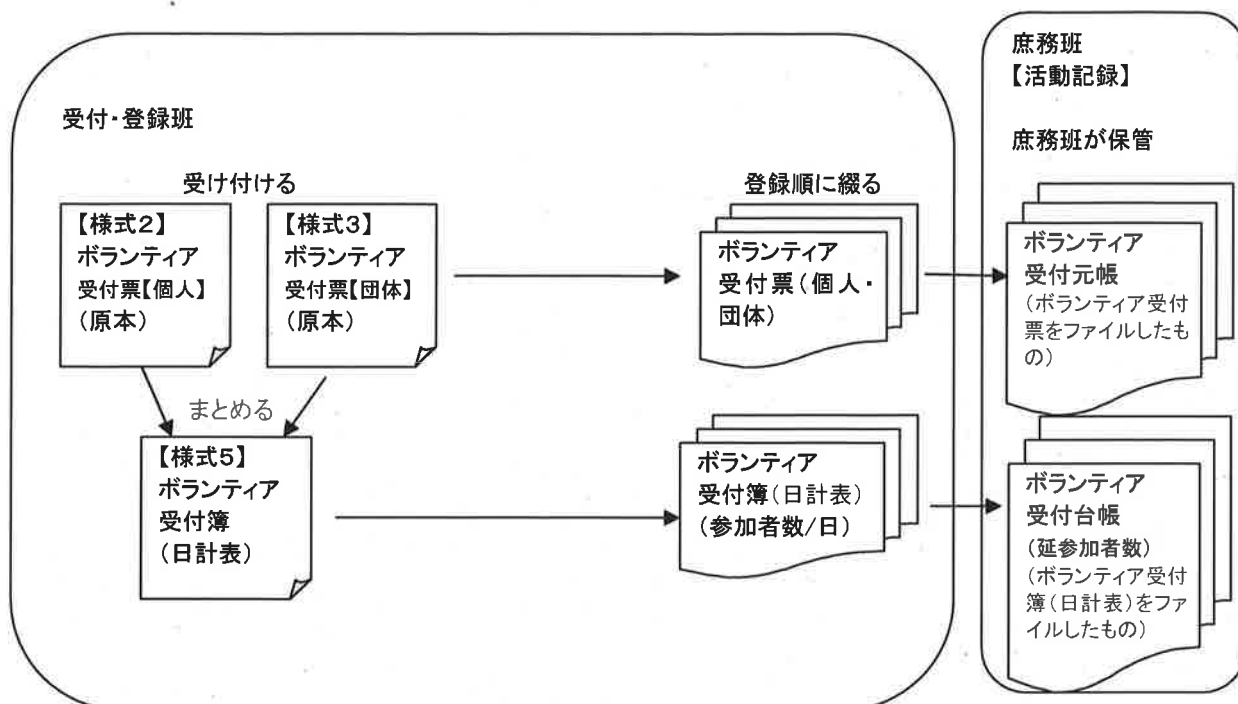 受付・登録班
受け付ける
【様式2】
ボランティア
受付票【個人】
(原本)
【様式3】
ボランティア
受付票【団体】
(原本)
まとめる
【様式5】
ボランティア
受付簿
(日計表)
登録順に綴る
ボランティア
受付票(個人・
団体)
ボランティア
受付簿(日計表)
(参加者数/日)
庶務班
【活動記録】
庶務班が保管
ボランティア
受付元帳
(ボランティア受付
票をファイルしたも
の)
ボランティア
受付台帳
(延参加者数)
(ボランティア受付
簿(日計表)をファ
イルしたもの)